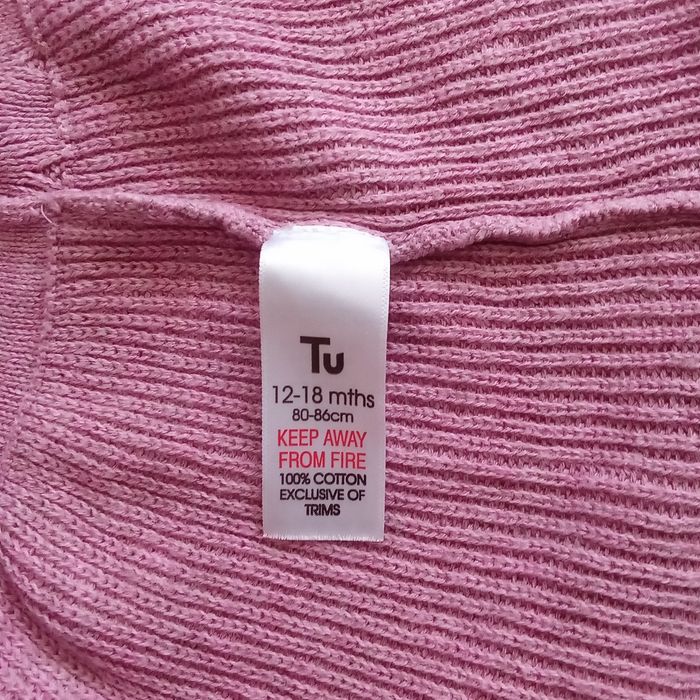 Tu
12-18 mths
80-86cm
KEEP AWAY
FROM FIRE
100% COTTON
EXCLUSIVE OF
TRIMS